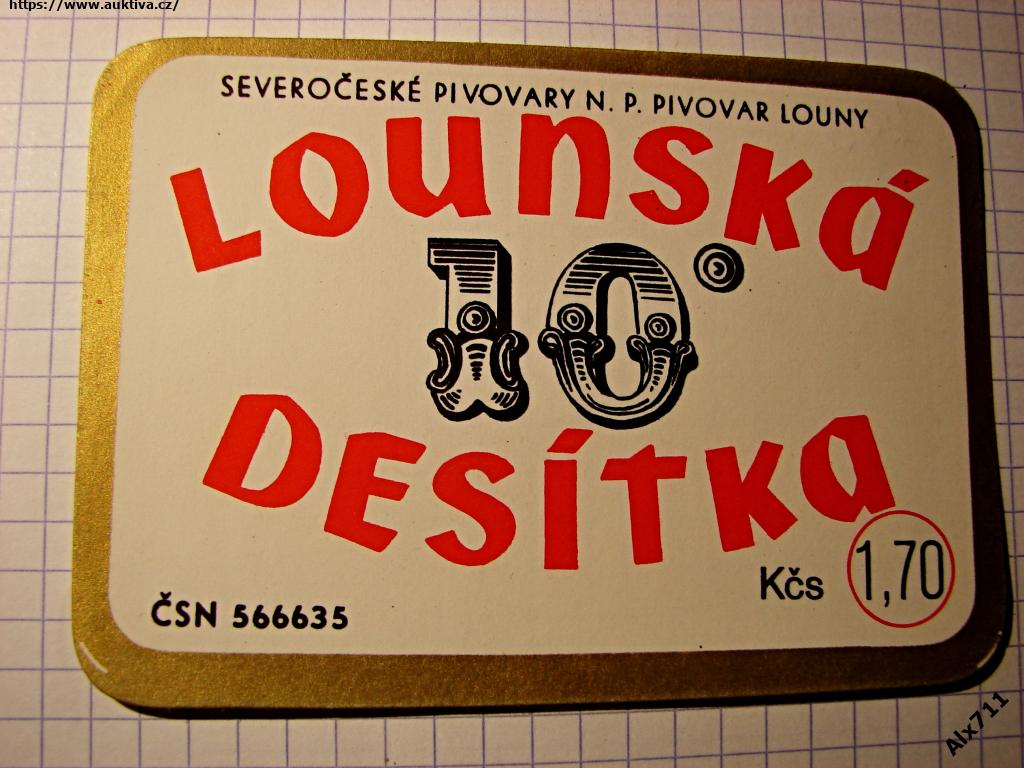 https://www.auktiva.cz/
SEVEROČESKÉ PIVOVARY N. P. PIVOVAR LOUNY
LOUNSKÁ
10°
DESÍTKA
Kčs 1,70
ČSN 566635
Alx711